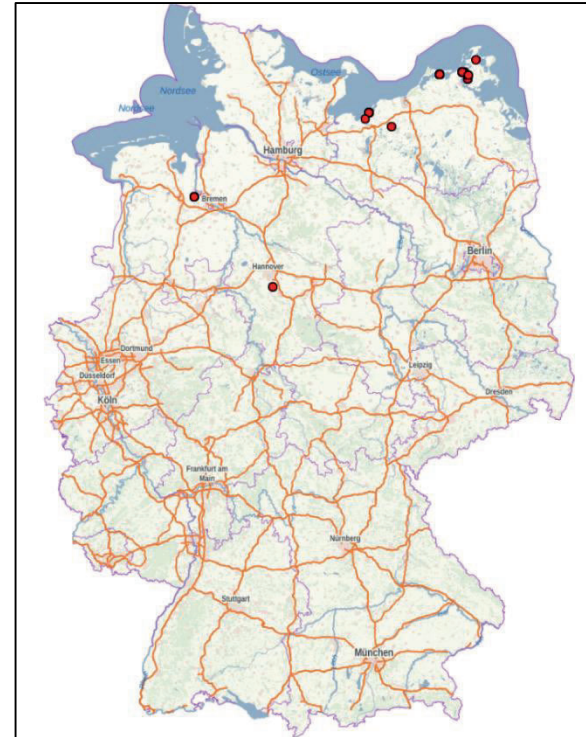 Ostsee
Nordsee
Nordsee
Hamburg
Bremen
Berlin
Hannover
Dortmund
Essen
Düsseldorf
Leipzig
Dresden
Köln
Frankfurt am
Main
Nürnberg
Stuttgart
München